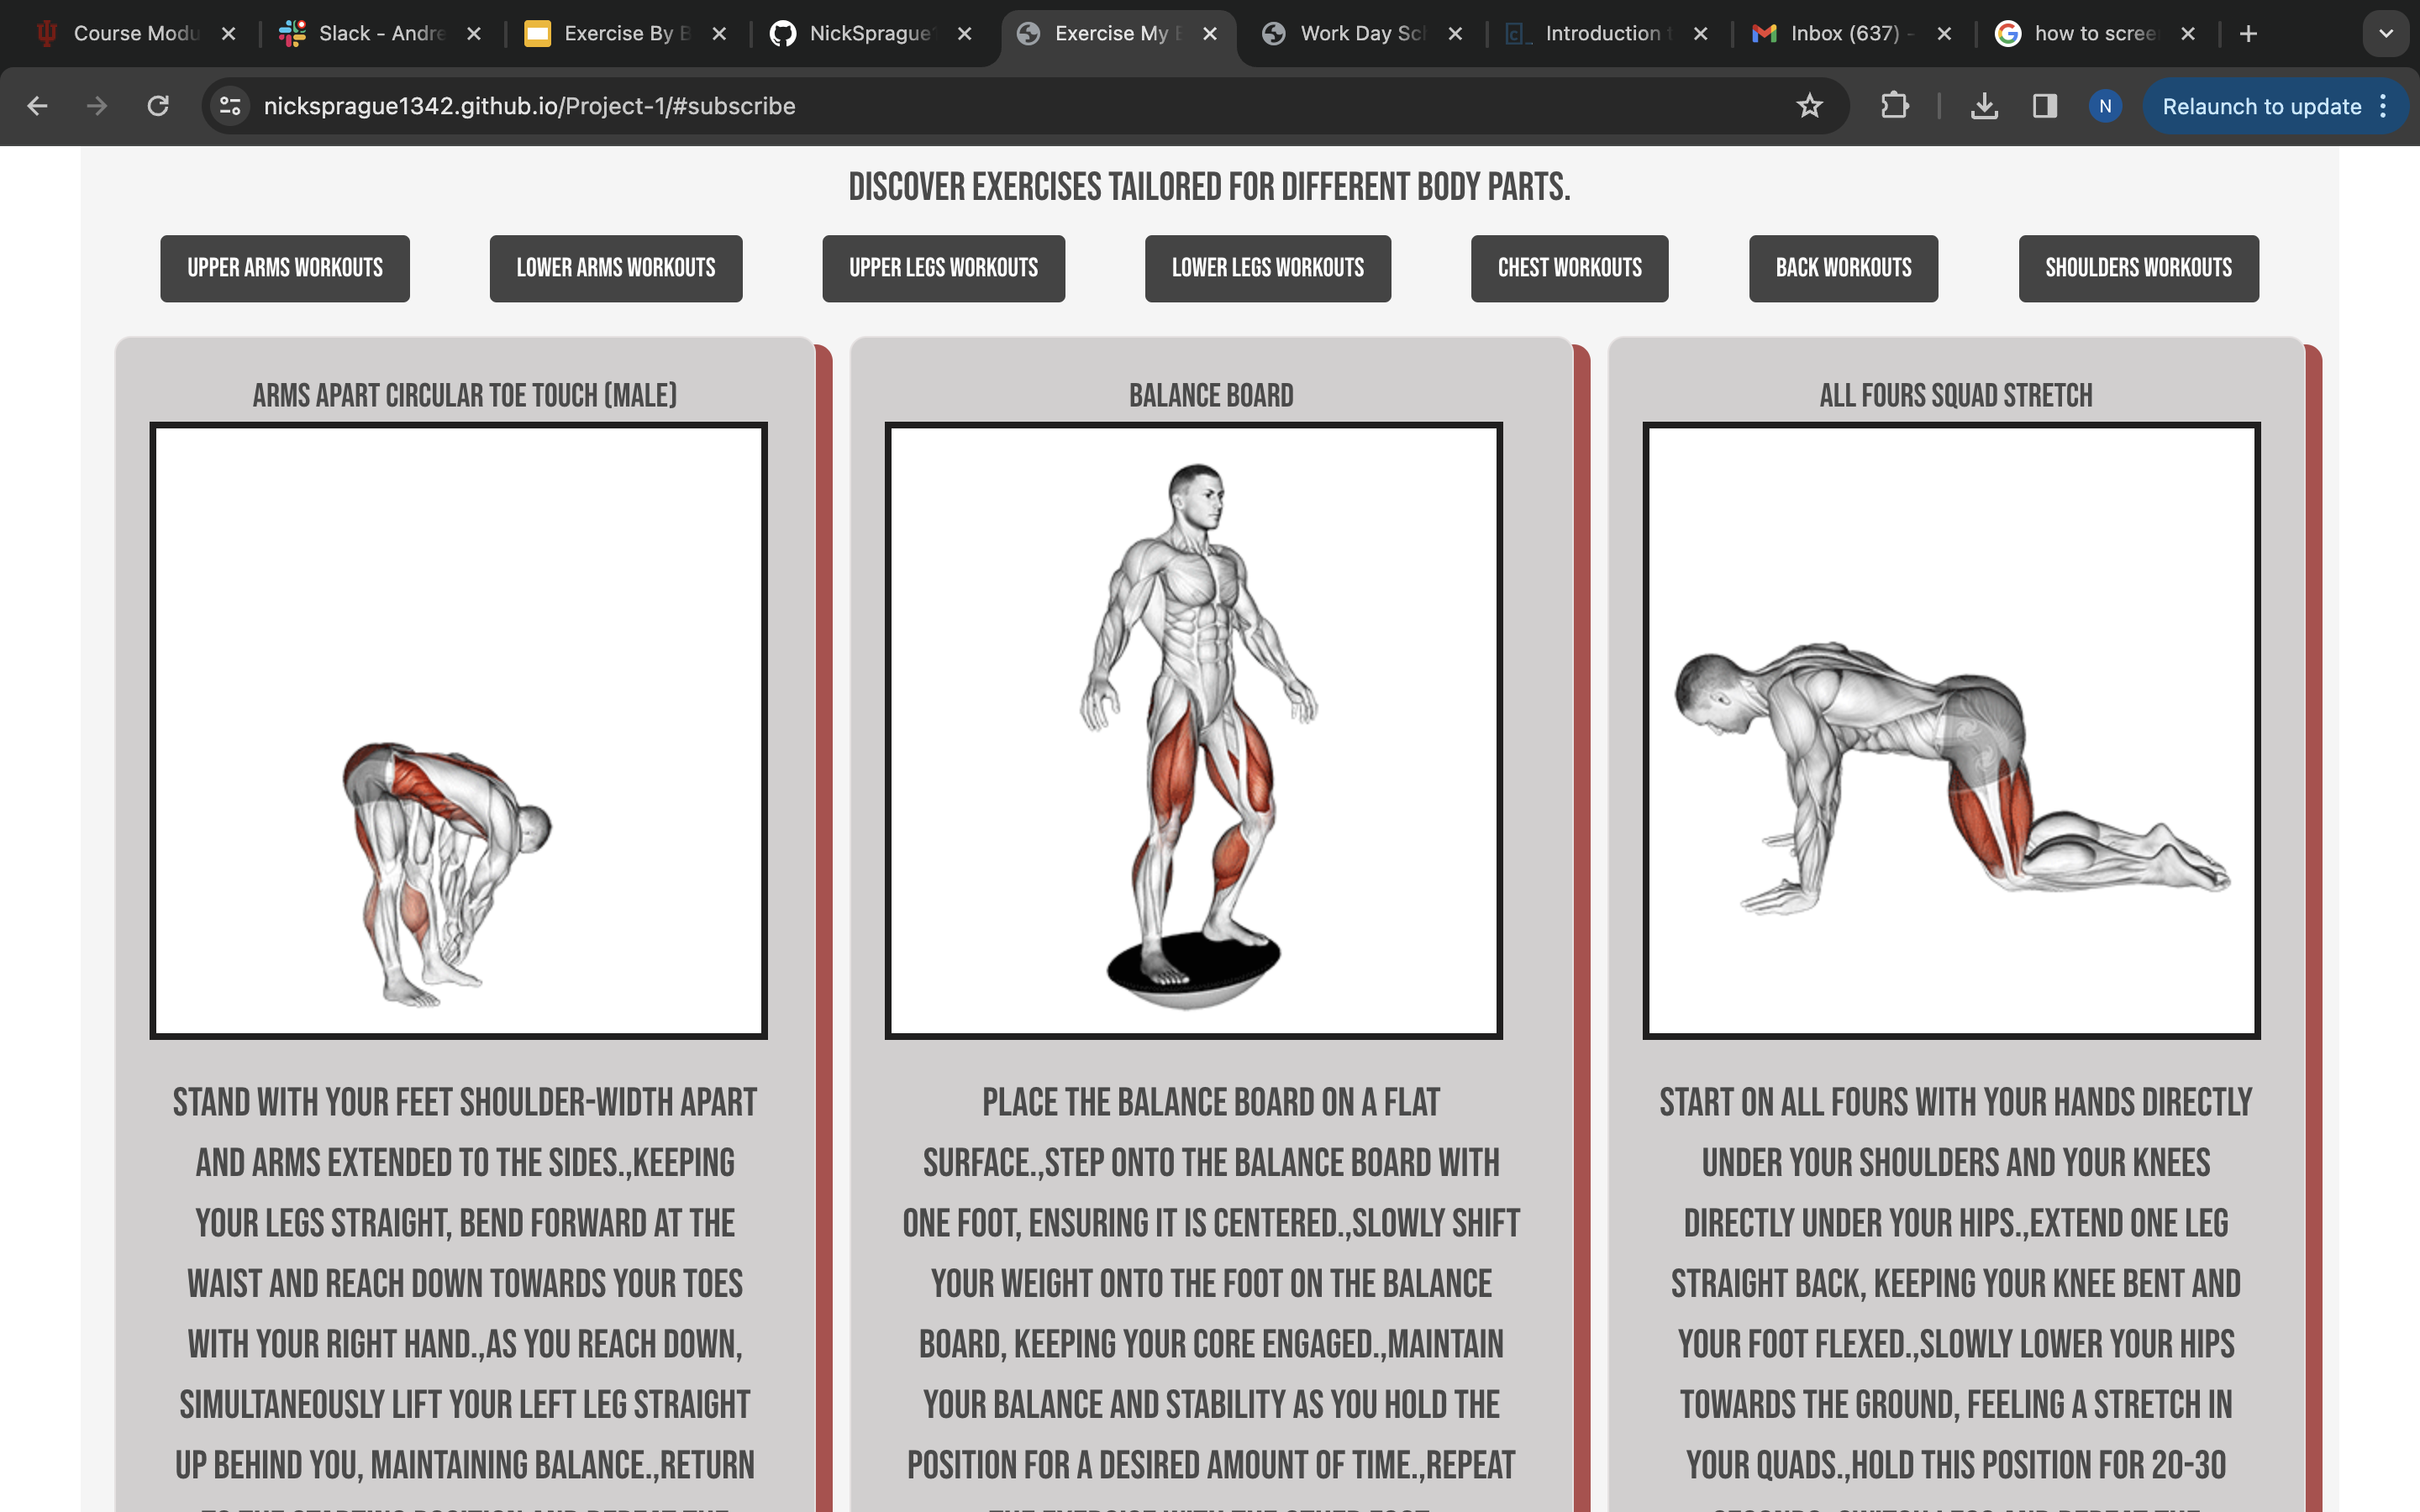 Course Modu
Slack - Andre
Exercise By B
NickSprague
Exercise My B
Work Day Sc
Introduction t
Inbox (637) -
how to scree
nicksprague1342.github.io/Project-1/#subscribe
N
Relaunch to update
DISCOVER EXERCISES TAILORED FOR DIFFERENT BODY PARTS.
UPPER ARMS WORKOUTS
LOWER ARMS WORKOUTS
UPPER LEGS WORKOUTS
LOWER LEGS WORKOUTS
CHEST WORKOUTS
BACK WORKOUTS
SHOULDERS WORKOUTS
ARMS APART CIRCULAR TOE TOUCH (MALE)
STAND WITH YOUR FEET SHOULDER-WIDTH APART
AND ARMS EXTENDED TO THE SIDES.,KEEPING
YOUR LEGS STRAIGHT, BEND FORWARD AT THE
WAIST AND REACH DOWN TOWARDS YOUR TOES
WITH YOUR RIGHT HAND.,AS YOU REACH DOWN,
SIMULTANEOUSLY LIFT YOUR LEFT LEG STRAIGHT
UP BEHIND YOU, MAINTAINING BALANCE.,RETURN
BALANCE BOARD
PLACE THE BALANCE BOARD ON A FLAT
SURFACE.,STEP ONTO THE BALANCE BOARD WITH
ONE FOOT, ENSURING IT IS CENTERED.,SLOWLY SHIFT
YOUR WEIGHT ONTO THE FOOT ON THE BALANCE
BOARD, KEEPING YOUR CORE ENGAGED.,MAINTAIN
YOUR BALANCE AND STABILITY AS YOU HOLD THE
POSITION FOR A DESIRED AMOUNT OF TIME.,REPEAT
ALL FOURS SQUAD STRETCH
START ON ALL FOURS WITH YOUR HANDS DIRECTLY
UNDER YOUR SHOULDERS AND YOUR KNEES
DIRECTLY UNDER YOUR HIPS.,EXTEND ONE LEG
STRAIGHT BACK, KEEPING YOUR KNEE BENT AND
YOUR FOOT FLEXED.,SLOWLY LOWER YOUR HIPS
TOWARDS THE GROUND, FEELING A STRETCH IN
YOUR QUADS.,HOLD THIS POSITION FOR 20-30